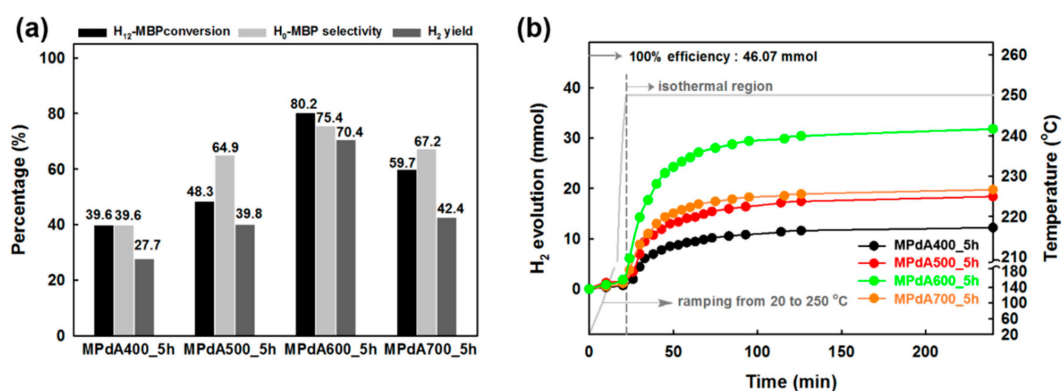 (a)
H12-MBPconversion H0-MBP selectivity H2 yield
Percentage (%)
100
80
60
40
20
0
39.6 39.6 27.7
48.3 64.9 39.8
80.2 75.4 70.4
59.7 67.2 42.4
MPdA400_5h MPdA500_5h MPdA600_5h MPdA700_5h
(b)
100% efficiency : 46.07 mmol
isothermal region
H2 evolution (mmol)
40
30
20
10
0
MPdA400_5h
MPdA500_5h
MPdA600_5h
MPdA700_5h
ramping from 20 to 250 °C
260
250
240
230
220
210
180
140
100
60
20
Temperature (°C)
0 50 100 150 200
Time (min)